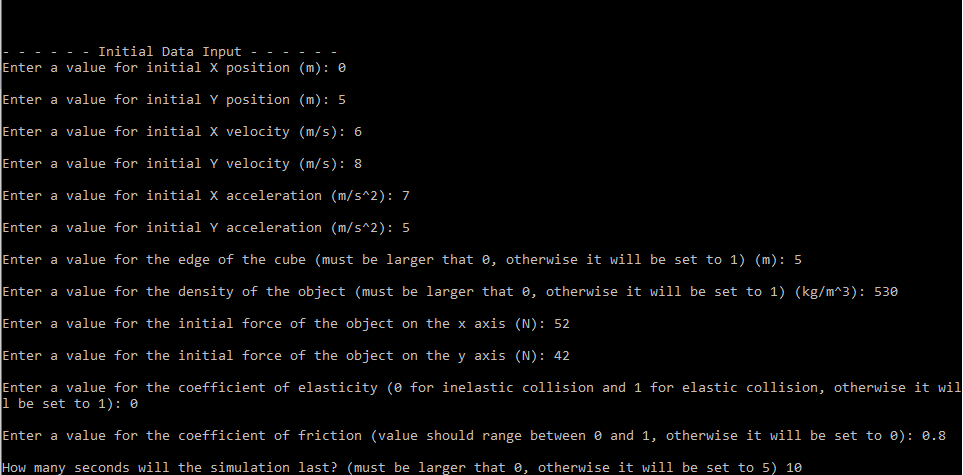 - - - - - - Initial Data Input - - - - - -
Enter a value for initial X position (m): 0
Enter a value for initial Y position (m): 5
Enter a value for initial X velocity (m/s): 6
Enter a value for initial Y velocity (m/s): 8
Enter a value for initial X acceleration (m/s^2): 7
Enter a value for initial Y acceleration (m/s^2): 5
Enter a value for the edge of the cube (must be larger that 0, otherwise it will be set to 1) (m): 5
Enter a value for the density of the object (must be larger that 0, otherwise it will be set to 1) (kg/m^3): 530
Enter a value for the initial force of the object on the x axis (N): 52
Enter a value for the initial force of the object on the y axis (N): 42
Enter a value for the coefficient of elasticity (0 for inelastic collision and 1 for elastic collision, otherwise it wil
l be set to 1): 0
Enter a value for the coefficient of friction (value should range between 0 and 1, otherwise it will be set to 0): 0.8
How many seconds will the simulation last? (must be larger that 0, otherwise it will be set to 5) 10